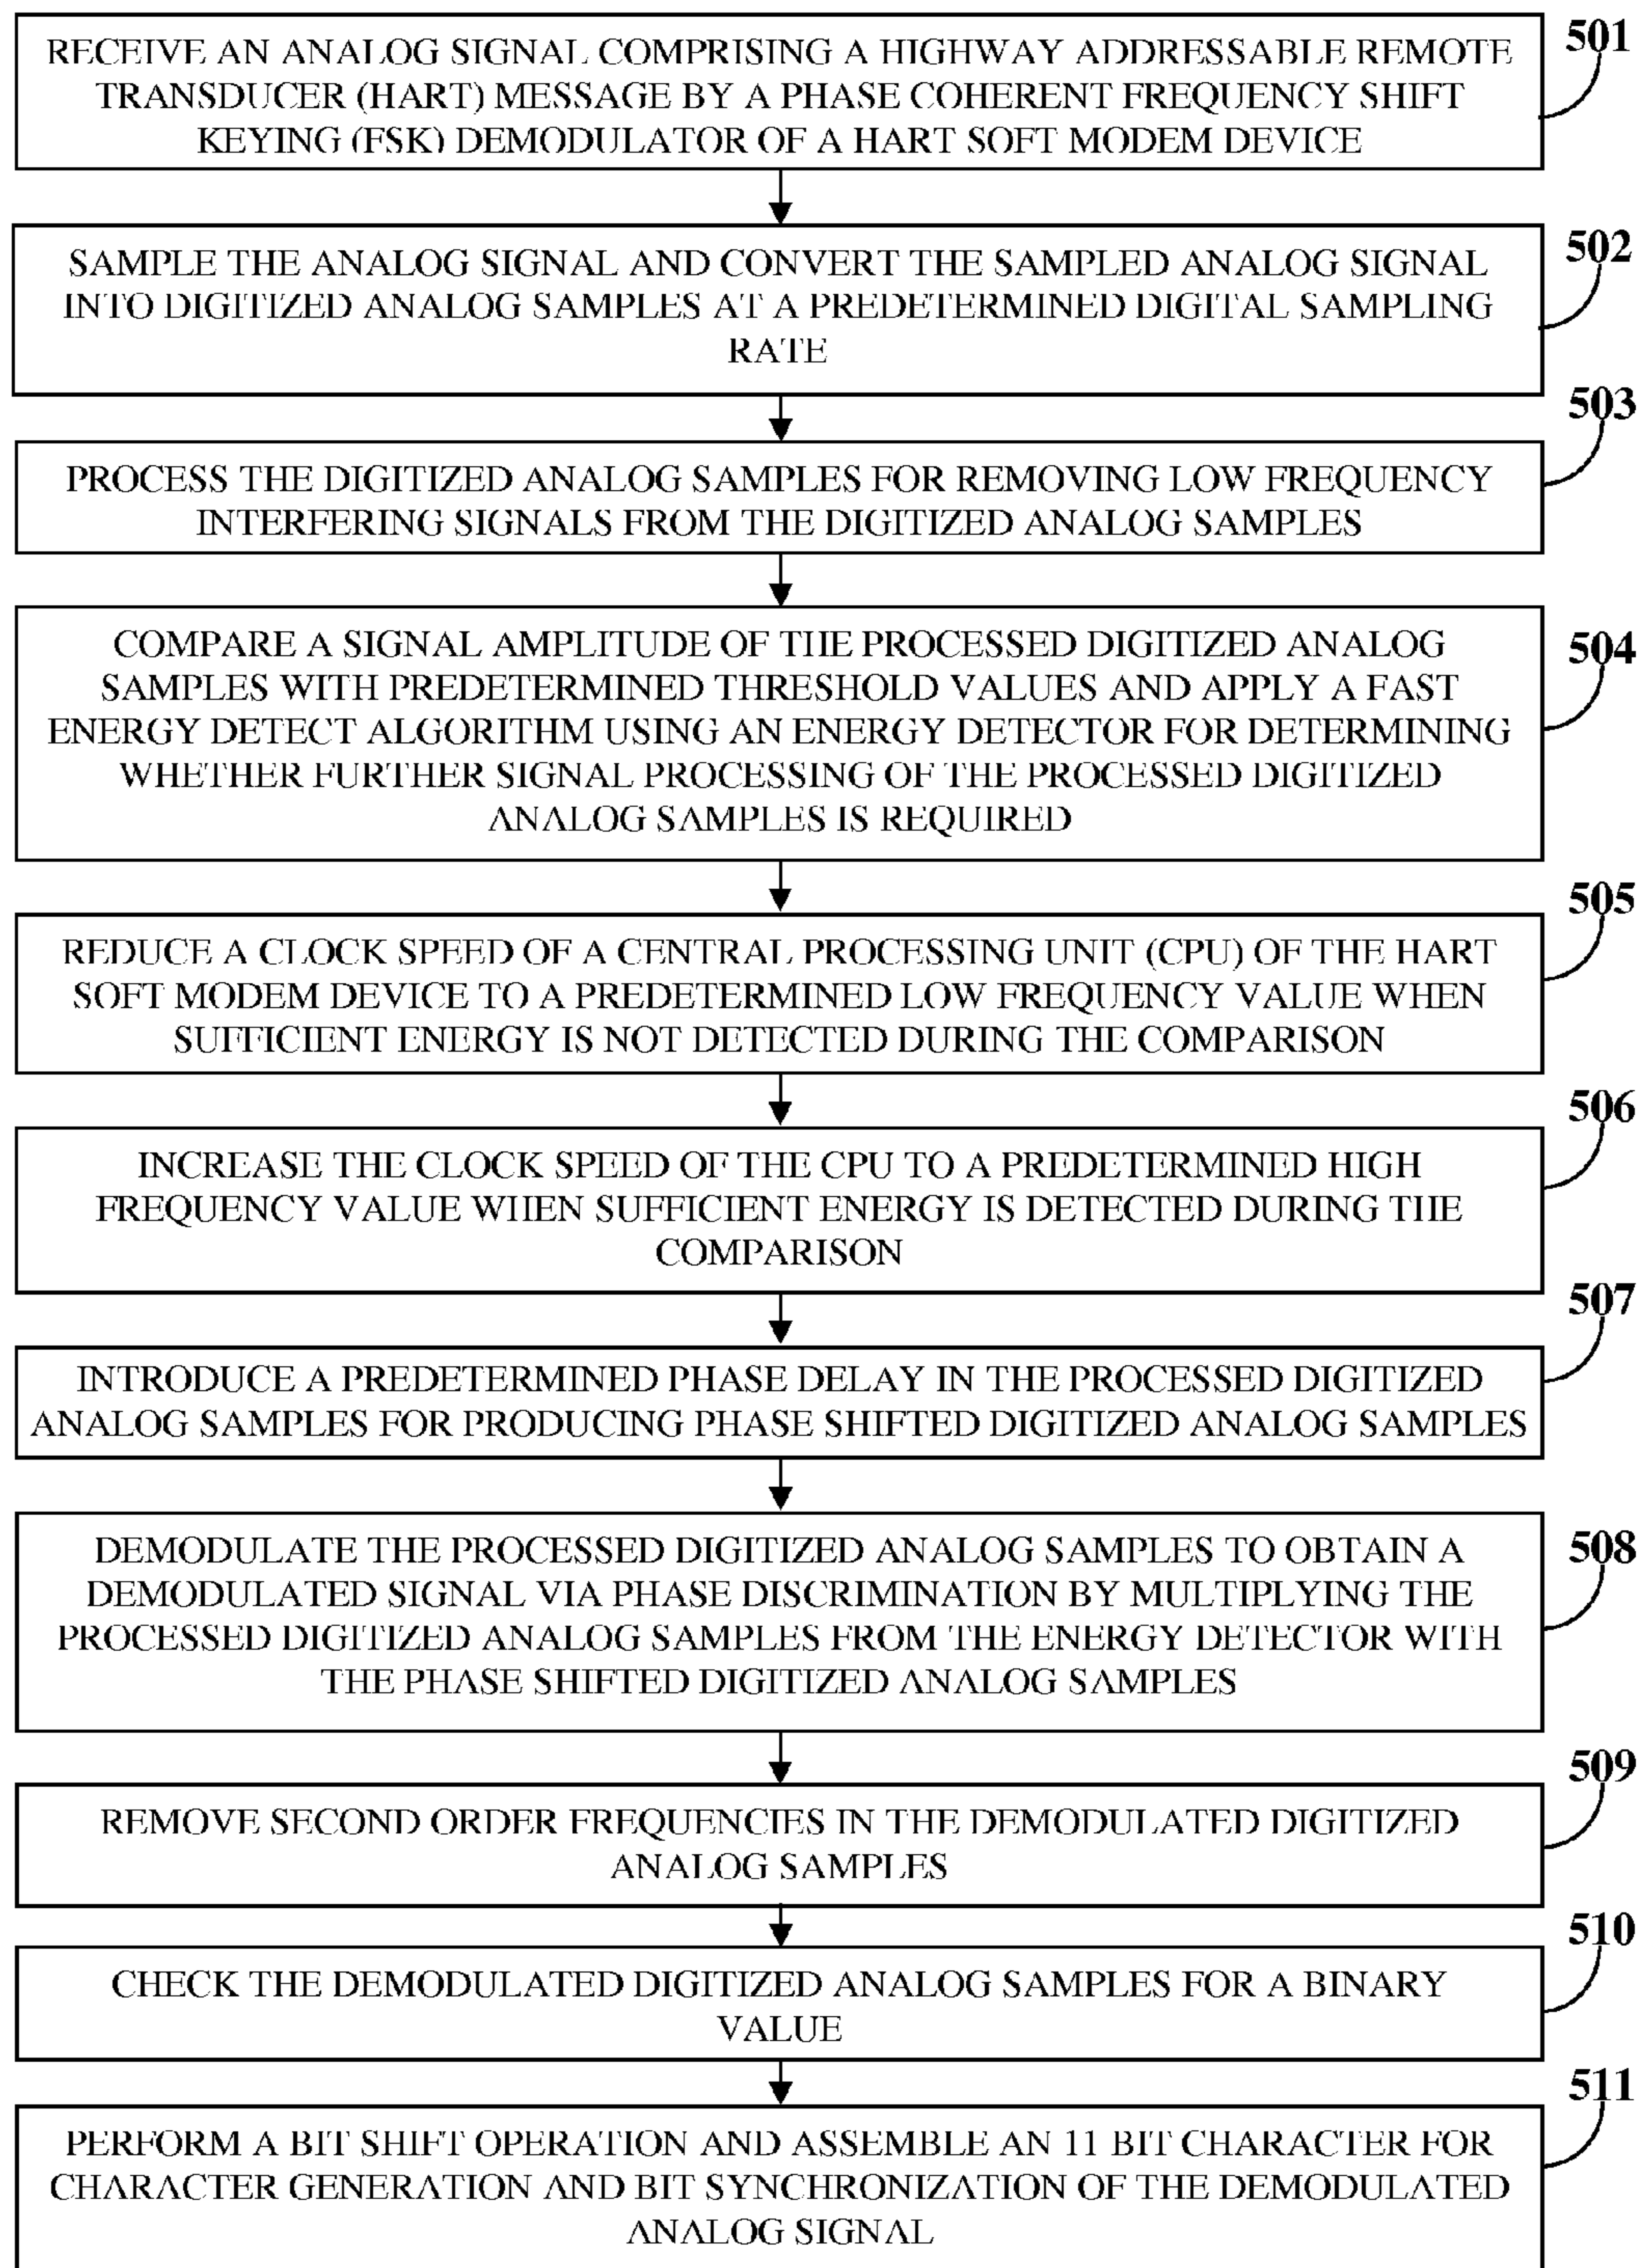 RECEIVE AN ANALOG SIGNAL COMPRISING A HIGHWAY ADDRESSABLE REMOTE
TRANSDUCER (HART) MESSAGE BY A PHASE COHERENT FREQUENCY SHIFT
KEYING (FSK) DEMODULATOR OF A HART SOFT MODEM DEVICE
501
SAMPLE THE ANALOG SIGNAL AND CONVERT THE SAMPLED ANALOG SIGNAL
INTO DIGITIZED ANALOG SAMPLES AT A PREDETERMINED DIGITAL SAMPLING
RATE
502
PROCESS THE DIGITIZED ANALOG SAMPLES FOR REMOVING LOW FREQUENCY
INTERFERING SIGNALS FROM THE DIGITIZED ANALOG SAMPLES
503
COMPARE A SIGNAL AMPLITUDE OF THE PROCESSED DIGITIZED ANALOG
SAMPLES WITH PREDETERMINED THRESHOLD VALUES AND APPLY A FAST
ENERGY DETECT ALGORITHM USING AN ENERGY DETECTOR FOR DETERMINING
WHETHER FURTHER SIGNAL PROCESSING OF THE PROCESSED DIGITIZED
ANALOG SAMPLES IS REQUIRED
504
REDUCE A CLOCK SPEED OF A CENTRAL PROCESSING UNIT (CPU) OF THE HART
SOFT MODEM DEVICE TO A PREDETERMINED LOW FREQUENCY VALUE WHEN
SUFFICIENT ENERGY IS NOT DETECTED DURING THE COMPARISON
505
INCREASE THE CLOCK SPEED OF THE CPU TO A PREDETERMINED HIGH
FREQUENCY VALUE WHEN SUFFICIENT ENERGY IS DETECTED DURING THE
COMPARISON
506
INTRODUCE A PREDETERMINED PHASE DELAY IN THE PROCESSED DIGITIZED
ANALOG SAMPLES FOR PRODUCING PHASE SHIFTED DIGITIZED ANALOG SAMPLES
507
DEMODULATE THE PROCESSED DIGITIZED ANALOG SAMPLES TO OBTAIN A
DEMODULATED SIGNAL VIA PHASE DISCRIMINATION BY MULTIPLYING THE
PROCESSED DIGITIZED ANALOG SAMPLES FROM THE ENERGY DETECTOR WITH
THE PHASE SHIFTED DIGITIZED ANALOG SAMPLES
508
REMOVE SECOND ORDER FREQUENCIES IN THE DEMODULATED DIGITIZED
ANALOG SAMPLES
509
CHECK THE DEMODULATED DIGITIZED ANALOG SAMPLES FOR A BINARY
VALUE
510
PERFORM A BIT SHIFT OPERATION AND ASSEMBLE AN 11 BIT CHARACTER FOR
CHARACTER GENERATION AND BIT SYNCHRONIZATION OF THE DEMODULATED
ANALOG SIGNAL
511